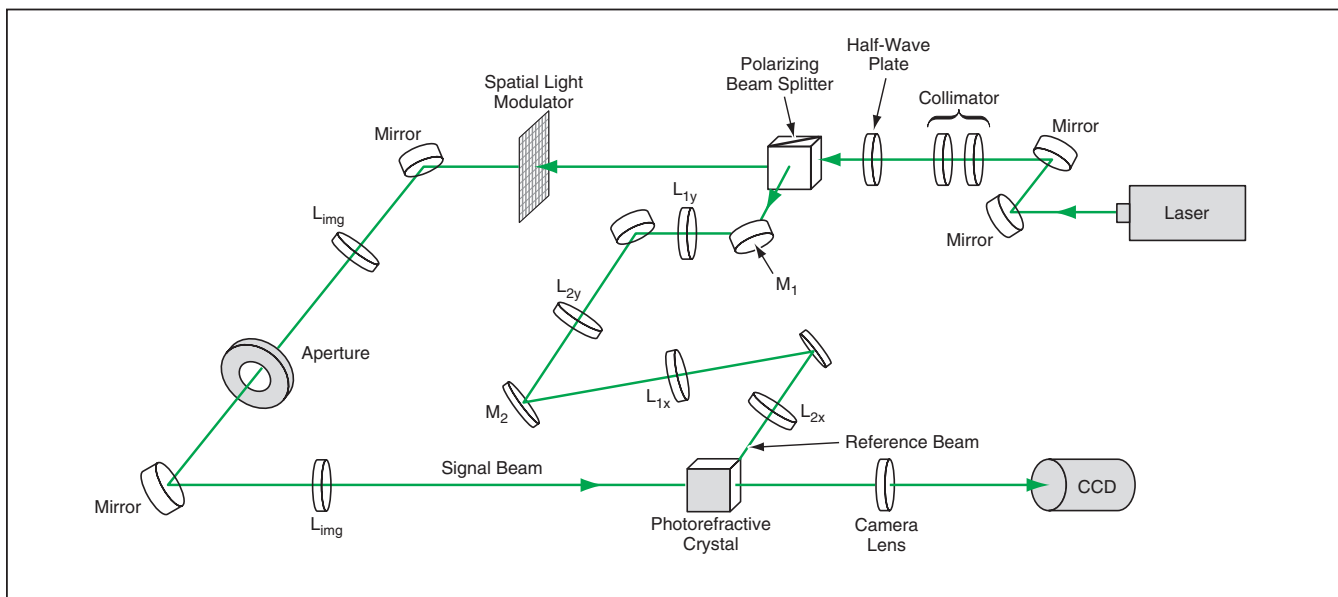 Half-Wave
Plate
Polarizing
Beam Splitter
Spatial Light
Modulator
Collimator
Mirror
Mirror
L1y
Laser
Limg
Mirror
M1
L2y
Aperture
L1x
L2x
M2
Reference Beam
Signal Beam
CCD
Mirror
Limg
Photorefractive
Crystal
Camera
Lens